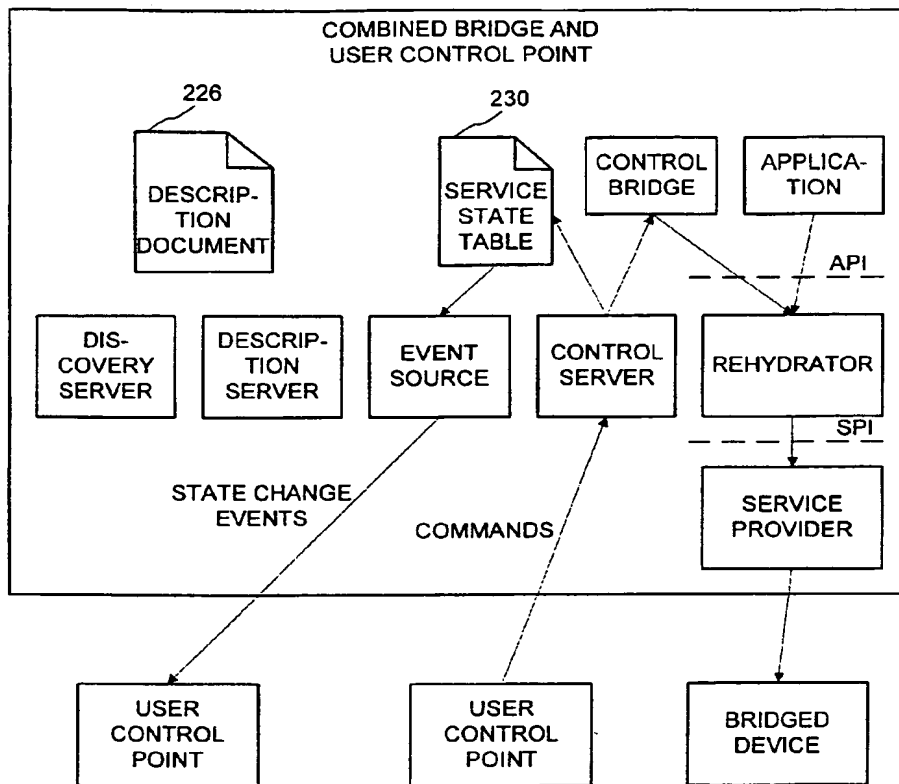 COMBINED BRIDGE AND
USER CONTROL POINT
226
230
DESCRIP-
TION
DOCUMENT
SERVICE
STATE
TABLE
CONTROL
BRIDGE
APPLICA-
TION
API
DIS-
COVERY
SERVER
DESCRIP-
TION
SERVER
EVENT
SOURCE
CONTROL
SERVER
REHYDRATOR
SPI
STATE CHANGE
EVENTS
COMMANDS
SERVICE
PROVIDER
USER
CONTROL
POINT
USER
CONTROL
POINT
BRIDGED
DEVICE